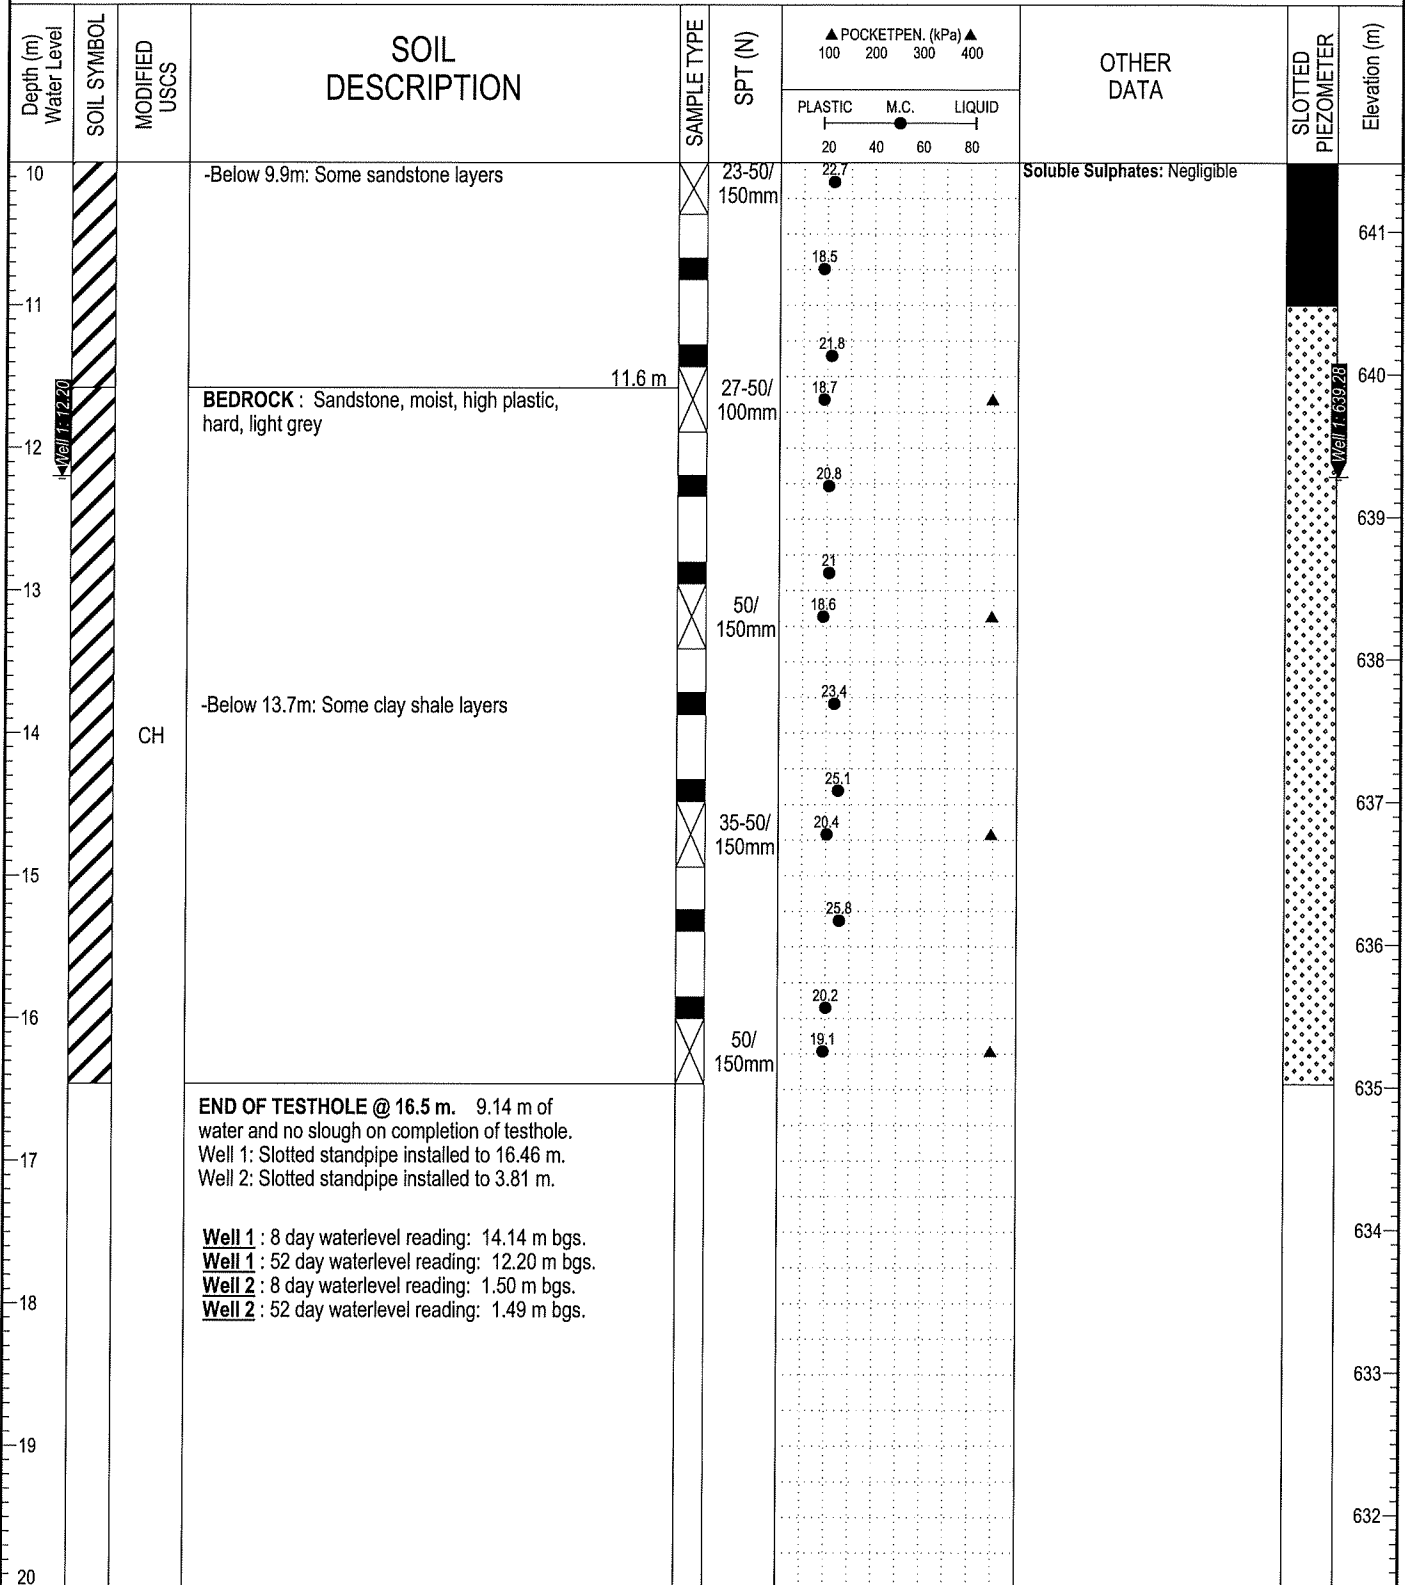 Depth (m)
Water Level
SOIL SYMBOL
MODIFIED
USCS
SOIL
DESCRIPTION
SAMPLE TYPE
SPT (N)
▲ POCKETPEN. (kPa) ▲
100 200 300 400
PLASTIC M.C. LIQUID
20 40 60 80
OTHER
DATA
SLOTTED
PIEZOMETER
Elevation (m)
10
-Below 9.9m: Some sandstone layers
23-50/
150mm
22.7
Soluble Sulphates: Negligible
641
18.5
11
21.8
640
11.6 m
Well 1: 12.20
BEDROCK : Sandstone, moist, high plastic,
hard, light grey
27-50/
100mm
18.7
Well 1: 639.28
12
20.8
639
21
13
50/
150mm
18.6
638
-Below 13.7m: Some clay shale layers
23.4
14
CH
25.1
637
35-50/
150mm
20.4
15
25.8
636
20.2
16
50/
150mm
19.1
635
END OF TESTHOLE @ 16.5 m. 9.14 m of
water and no slough on completion of testhole.
Well 1: Slotted standpipe installed to 16.46 m.
Well 2: Slotted standpipe installed to 3.81 m.
17
Well 1 : 8 day waterlevel reading: 14.14 m bgs.
Well 1 : 52 day waterlevel reading: 12.20 m bgs.
Well 2 : 8 day waterlevel reading: 1.50 m bgs.
Well 2 : 52 day waterlevel reading: 1.49 m bgs.
634
18
633
19
632
20